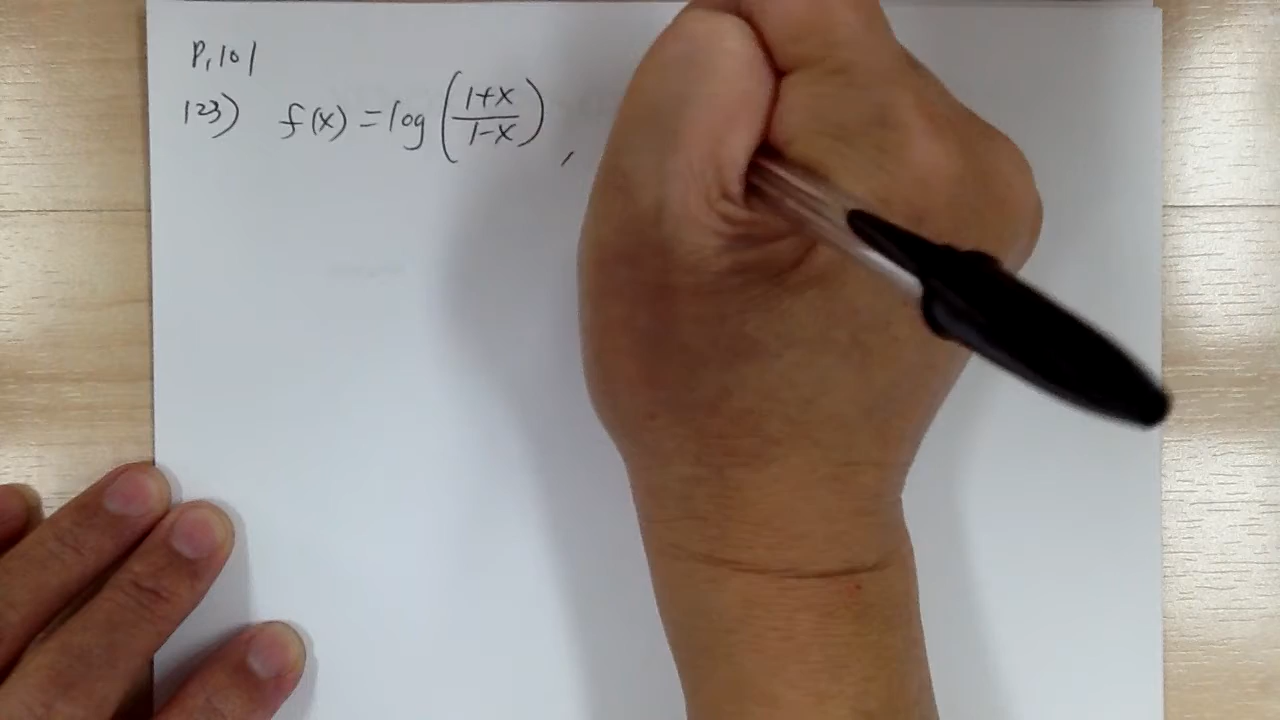 P.101
123) f(x) = log((1+x)/(1-x)) ,